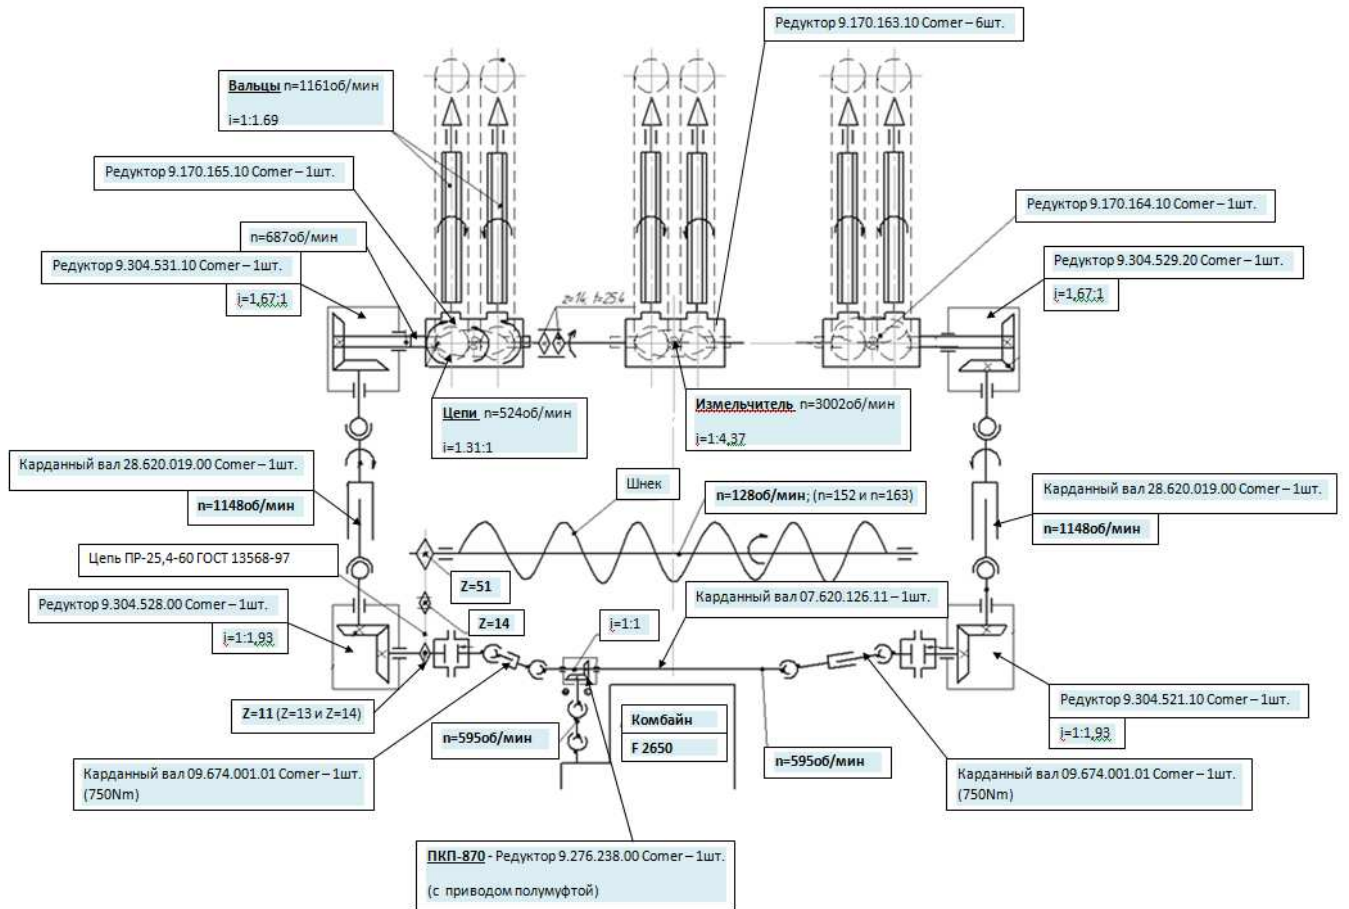 Редуктор 9.170.163.10 Comer – 6шт.
Вальцы n=1161об/мин
i=1:1.69
Редуктор 9.170.165.10 Comer – 1шт.
Редуктор 9.170.164.10 Comer – 1шт.
n=687об/мин
Редуктор 9.304.531.10 Comer – 1шт.
i=1,67:1
Редуктор 9.304.529.20 Comer – 1шт.
i=1,67:1
z=14, t=25.4
Цепи n=524об/мин
i=1.31:1
Измельчитель n=3002об/мин
i=1:4,37
Карданный вал 28.620.019.00 Comer – 1шт.
n=1148об/мин
Шнек
n=128об/мин; (n=152 и n=163)
Карданный вал 28.620.019.00 Comer – 1шт.
n=1148об/мин
Цепь ПР-25,4-60 ГОСТ 13568-97
Z=51
Карданный вал 07.620.126.11 – 1шт.
Редуктор 9.304.528.00 Comer – 1шт.
i=1:1,93
Z=14
i=1:1
Z=11 (Z=13 и Z=14)
n=595об/мин
Комбайн
F 2650
n=595об/мин
Редуктор 9.304.521.10 Comer – 1шт.
i=1:1,93
Карданный вал 09.674.001.01 Comer – 1шт.
(750Nm)
Карданный вал 09.674.001.01 Comer – 1шт.
(750Nm)
ПКП-870 - Редуктор 9.276.238.00 Comer – 1шт.
(с приводом полумуфтой)